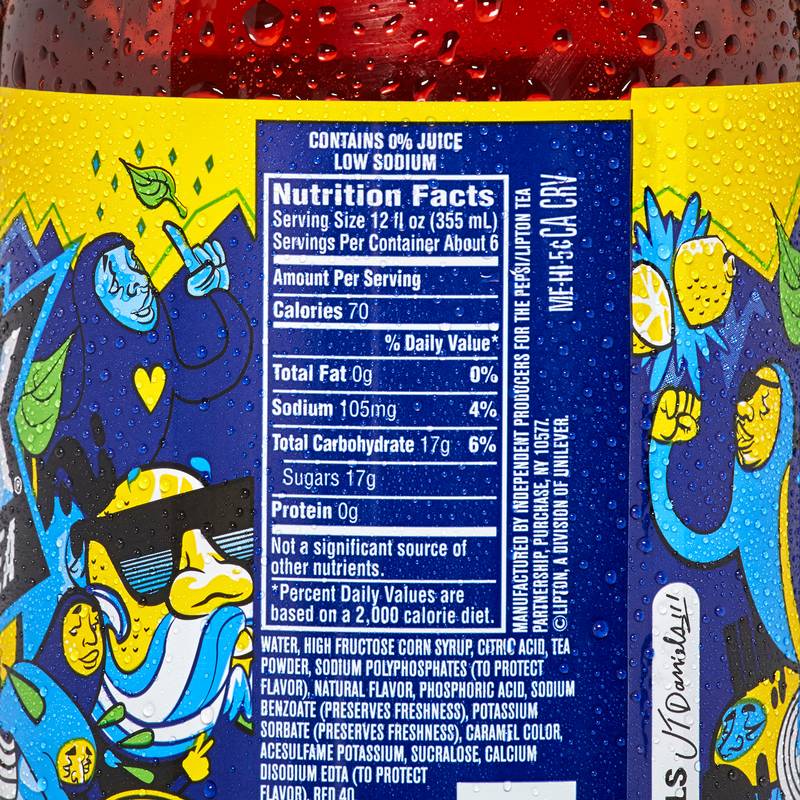 CONTAINS 0% JUICE
LOW SODIUM
Nutrition Facts
Serving Size 12 fl oz (355 mL)
Servings Per Container About 6
Amount Per Serving
Calories 70
% Daily Value*
Total Fat 0g 0%
Sodium 105mg 4%
Total Carbohydrate 17g 6%
Sugars 17g
Protein 0g
Not a significant source of
other nutrients.
*Percent Daily Values are
based on a 2,000 calorie diet.
WATER, HIGH FRUCTOSE CORN SYRUP, CITRIC ACID, TEA
POWDER, SODIUM POLYPHOSPHATES (TO PROTECT
FLAVOR), NATURAL FLAVOR, PHOSPHORIC ACID, SODIUM
BENZOATE (PRESERVES FRESHNESS), POTASSIUM
SORBATE (PRESERVES FRESHNESS), CARAMEL COLOR,
ACESULFAME POTASSIUM, SUCRALOSE, CALCIUM
DISODIUM EDTA (TO PROTECT
FLAVOR), RED 40
MANUFACTURED BY INDEPENDENT PRODUCERS FOR THE PEPSI/LIPTON TEA
PARTNERSHIP, PURCHASE, NY 10577.
© LIPTON, A DIVISION OF UNILEVER.
ME-HI-5¢ CA CRV
JT Daniels!!
®